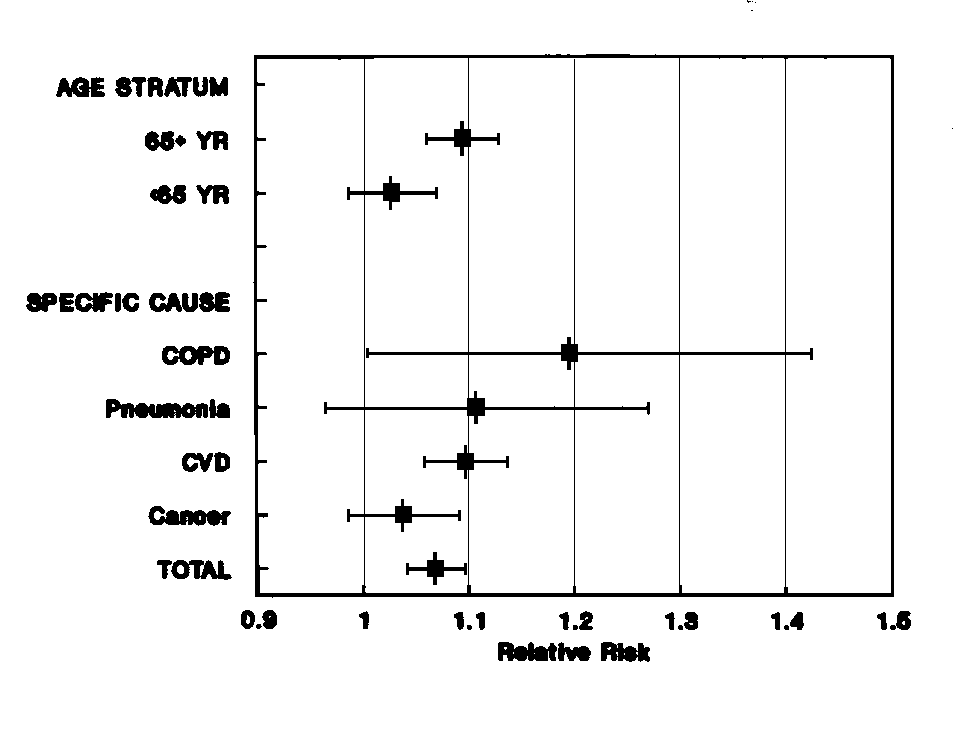 AGE STRATUM
65+ YR
<65 YR
SPECIFIC CAUSE
COPD
Pneumonia
CVD
Cancer
TOTAL
0.9 1 1.1 1.2 1.3 1.4 1.5
Relative Risk